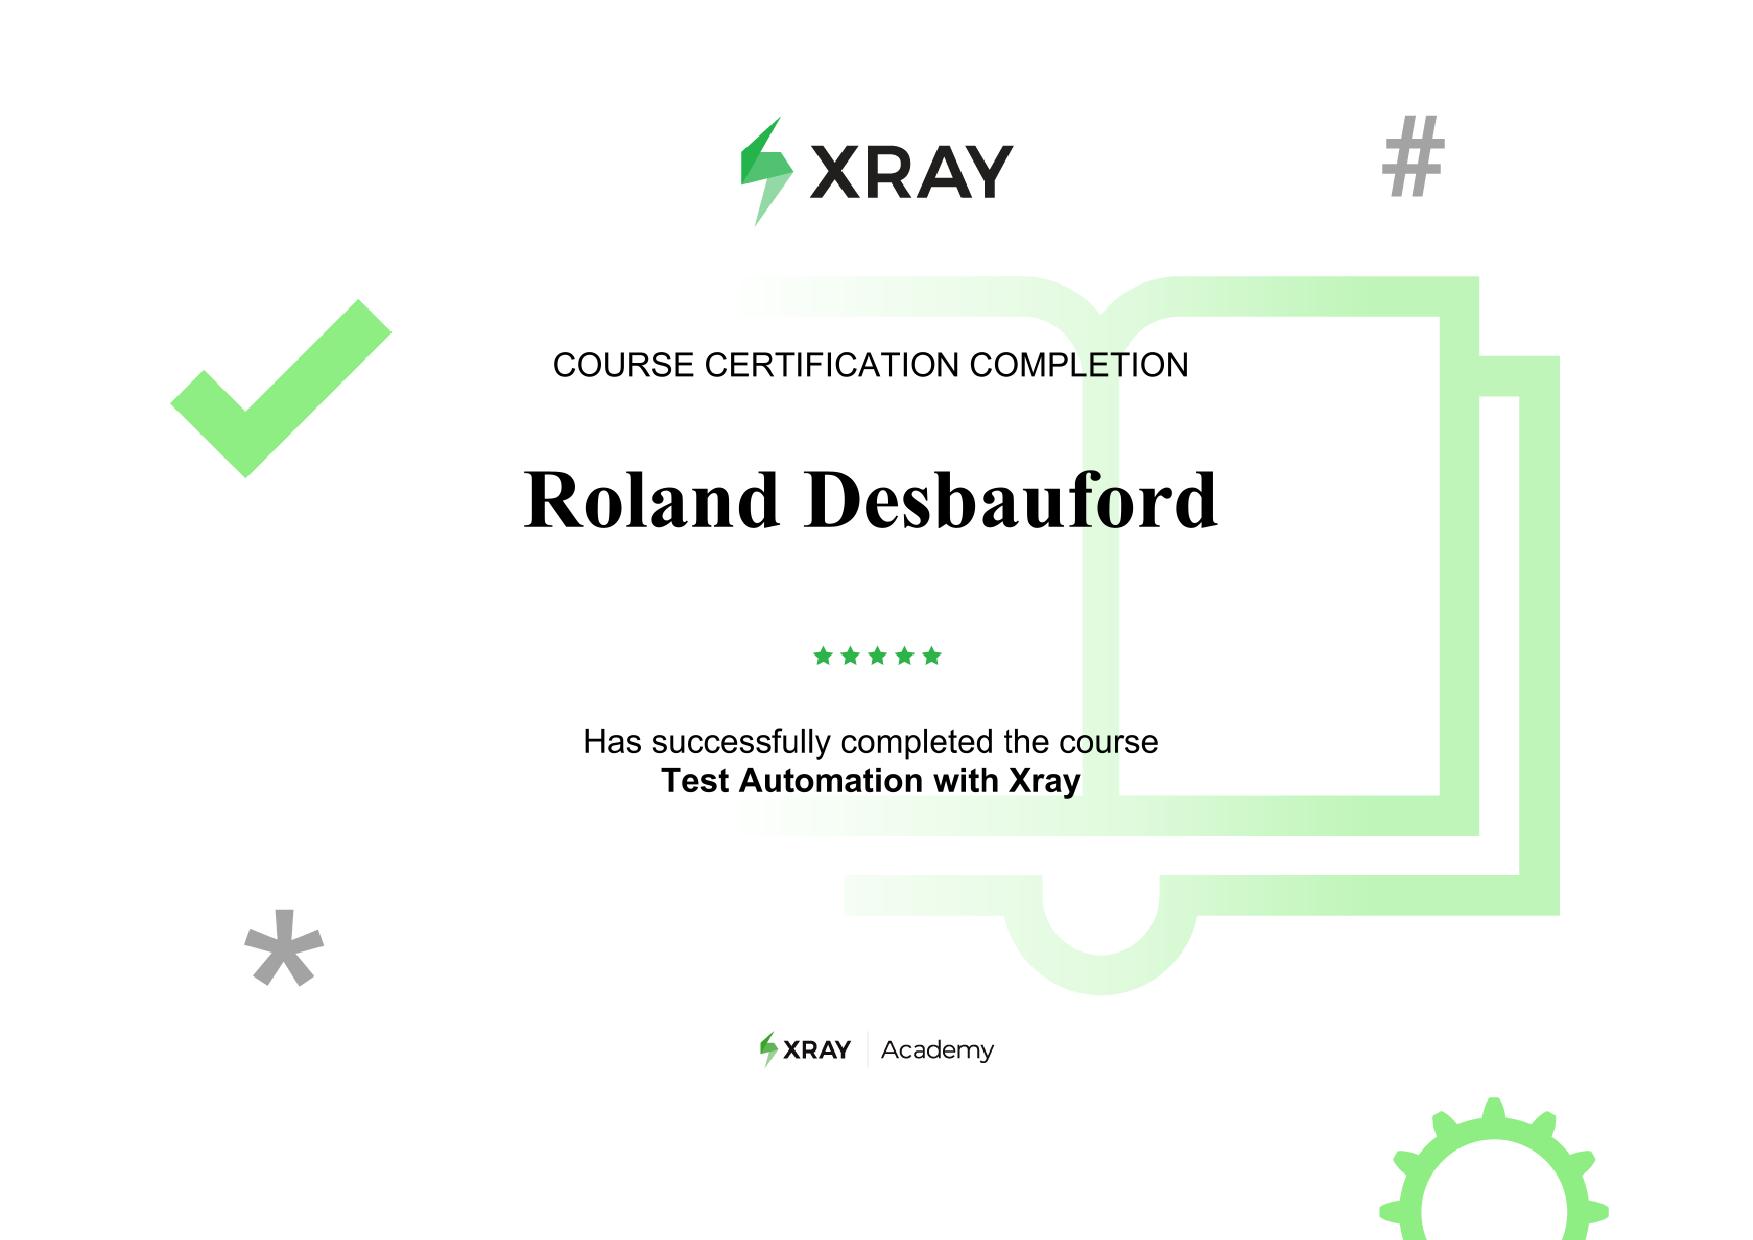 XRAY
#
COURSE CERTIFICATION COMPLETION
Roland Desbauford
★★★★★
Has successfully completed the course
Test Automation with Xray
*
XRAY | Academy